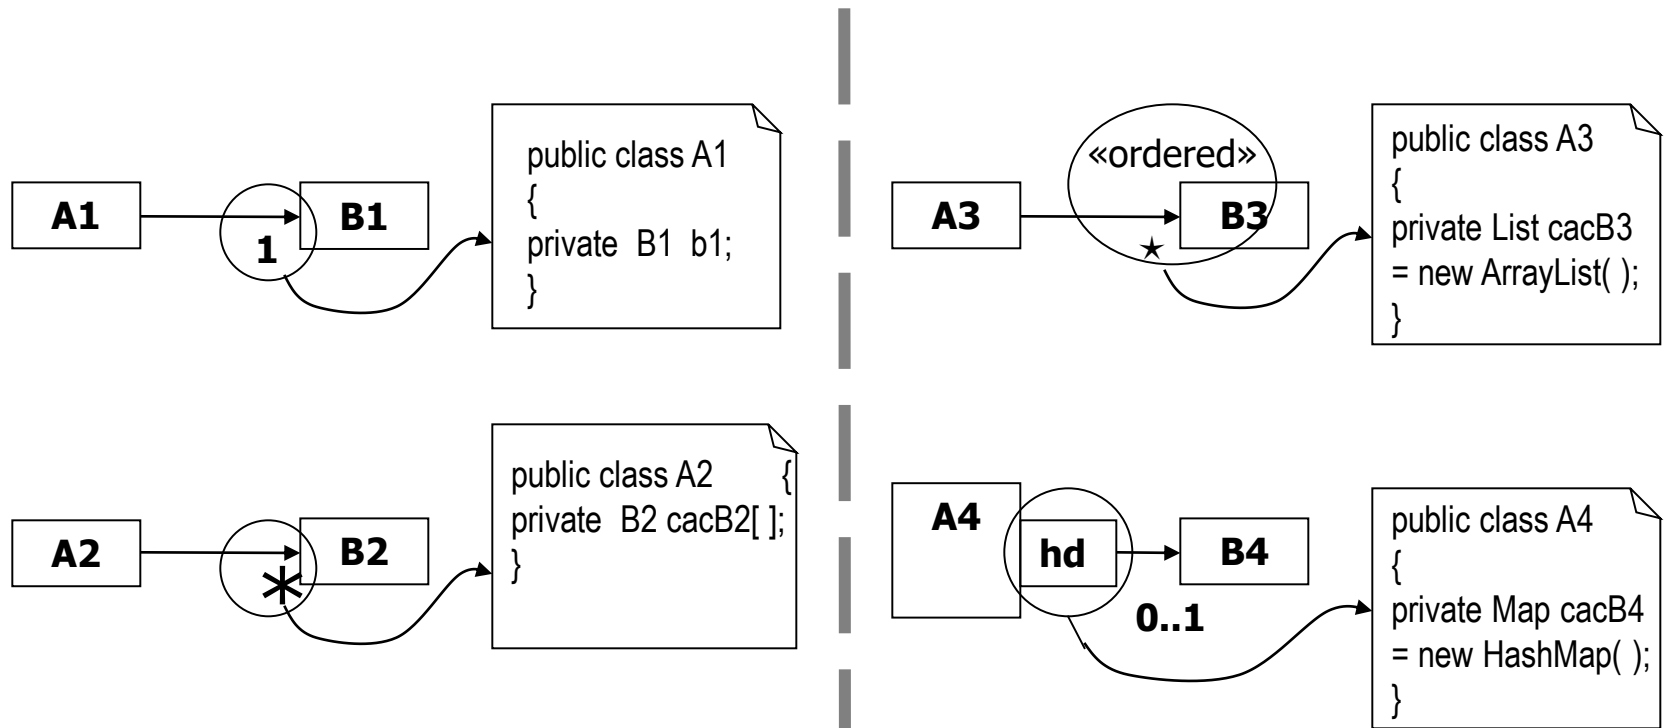 A1
B1
1
public class A1
{
private B1 b1;
}
A2
B2
*
public class A2 {
private B2 cacB2[ ];
}
«ordered»
A3
B3
★
public class A3
{
private List cacB3
= new ArrayList( );
}
A4
hd
B4
0..1
public class A4
{
private Map cacB4
= new HashMap( );
}